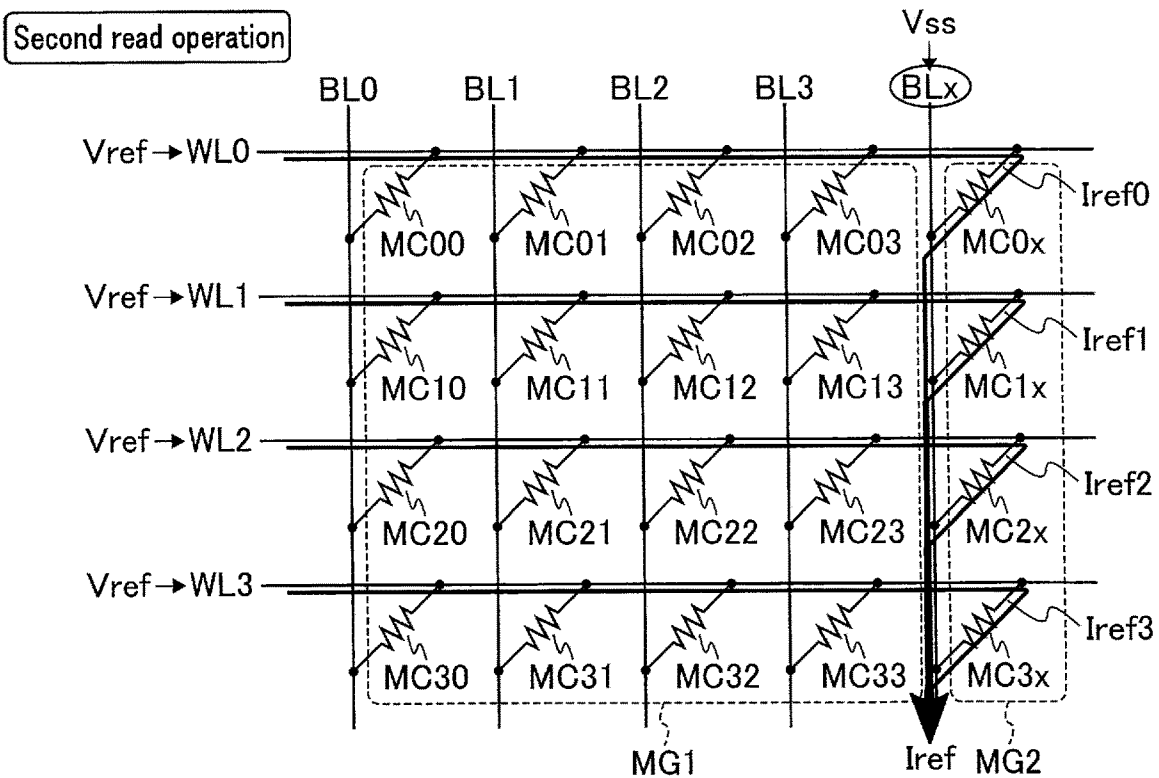 Second read operation
Vss
BL0 BL1 BL2 BL3 BLx
Vref→WL0
Iref0
MC00 MC01 MC02 MC03 MC0x
Vref→WL1
Iref1
MC10 MC11 MC12 MC13 MC1x
Vref→WL2
Iref2
MC20 MC21 MC22 MC23 MC2x
Vref→WL3
Iref3
MC30 MC31 MC32 MC33 MC3x
MG1 Iref MG2